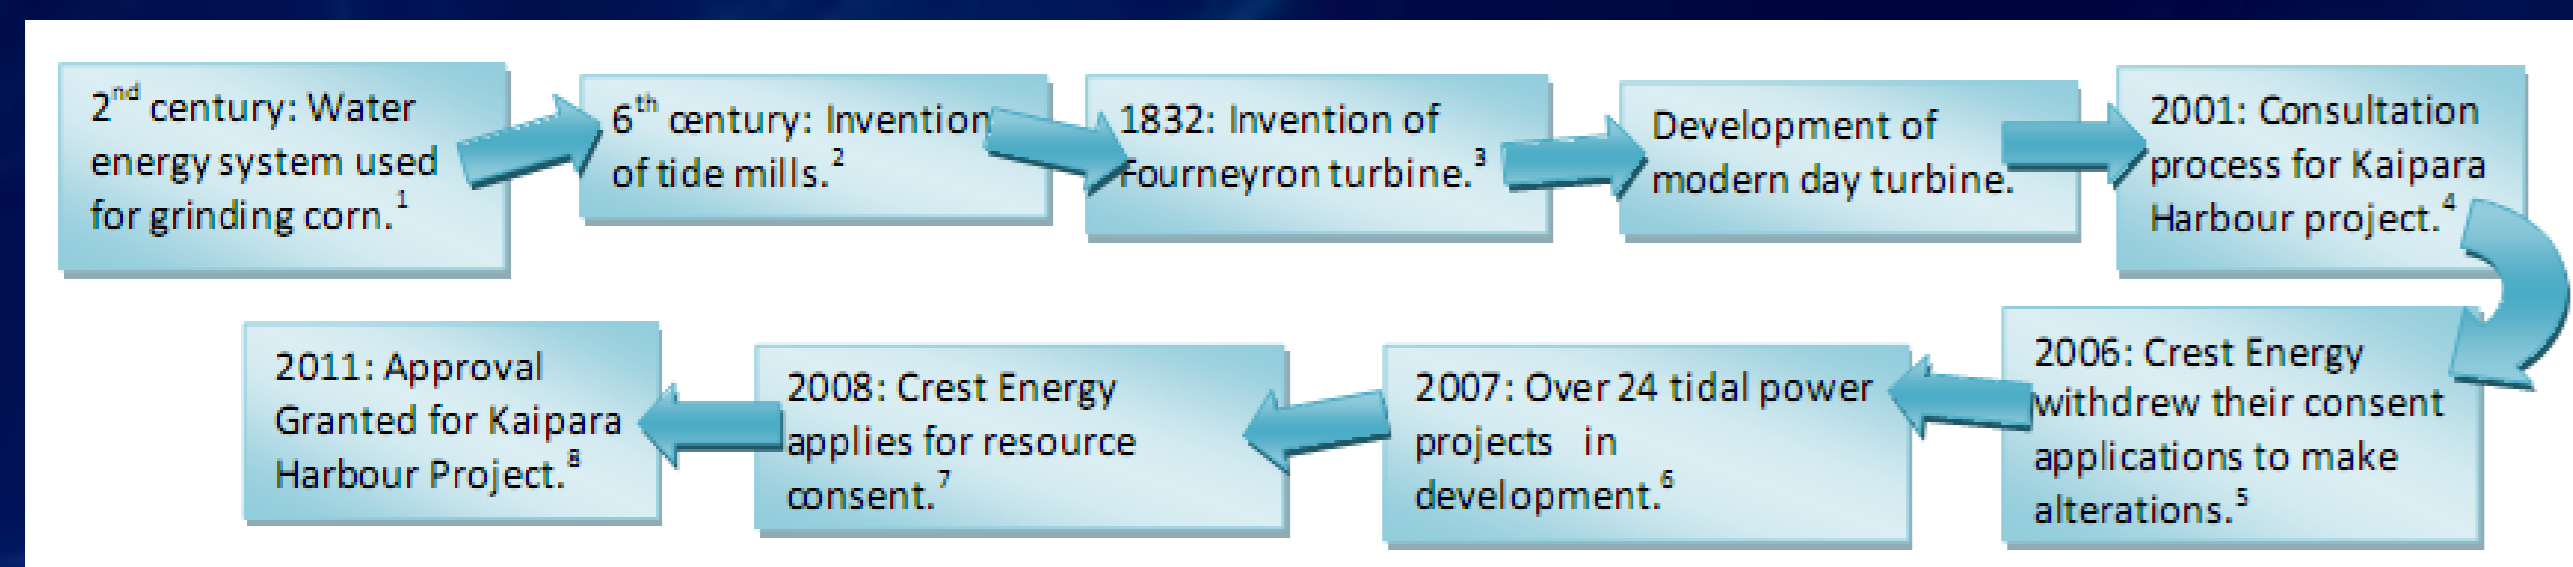 2nd century: Water
energy system used
for grinding corn.1
6th century: Invention
of tide mills.2
1832: Invention of
Fourneyron turbine.3
Development of
modern day turbine.
2001: Consultation
process for Kaipara
Harbour project.4
2006: Crest Energy
withdrew their consent
applications to make
alterations.5
2007: Over 24 tidal power
projects in
development.6
2008: Crest Energy
applies for resource
consent.7
2011: Approval
Granted for Kaipara
Harbour Project.8